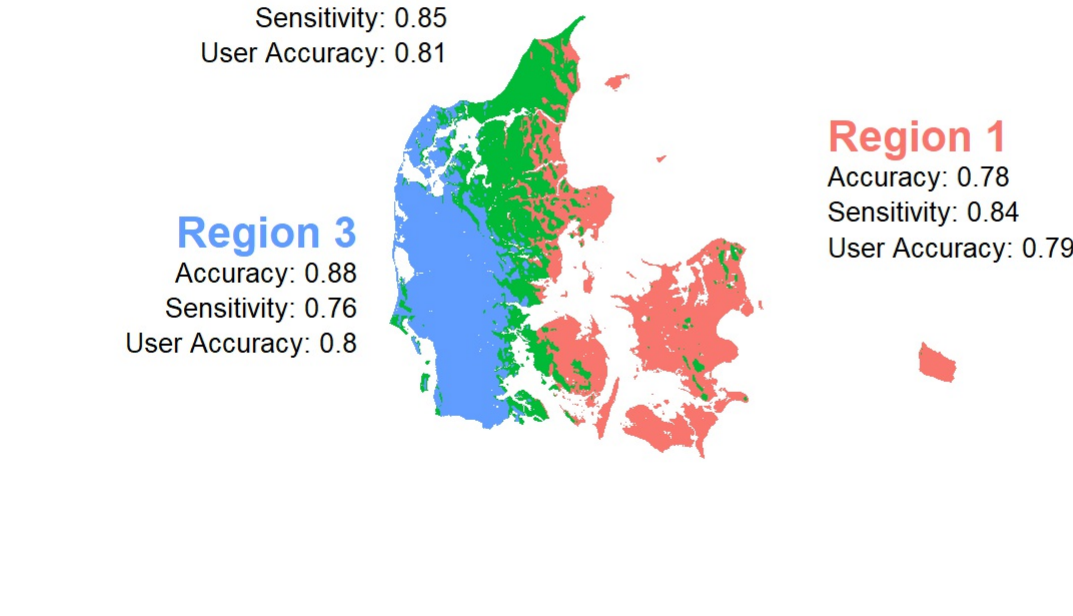 Sensitivity: 0.85
User Accuracy: 0.81
Region 1
Accuracy: 0.78
Sensitivity: 0.84
User Accuracy: 0.79
Region 3
Accuracy: 0.88
Sensitivity: 0.76
User Accuracy: 0.8